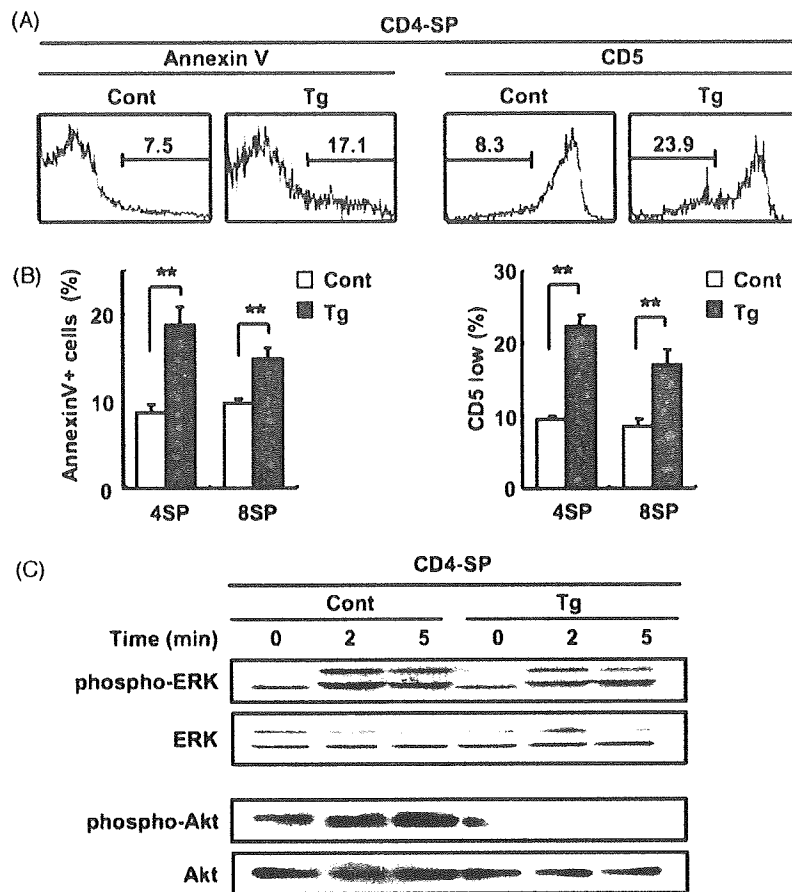 (A)
CD4-SP
Annexin V CD5
Cont Tg Cont Tg
7.5 17.1 8.3 23.9
(B)
AnnexinV+ cells (%)
20
10
0
** **
4SP 8SP
Cont
Tg
CD5 low (%)
30
20
10
0
** **
4SP 8SP
Cont
Tg
(C)
CD4-SP
Cont Tg
Time (min) 0 2 5 0 2 5
phospho-ERK
ERK
phospho-Akt
Akt